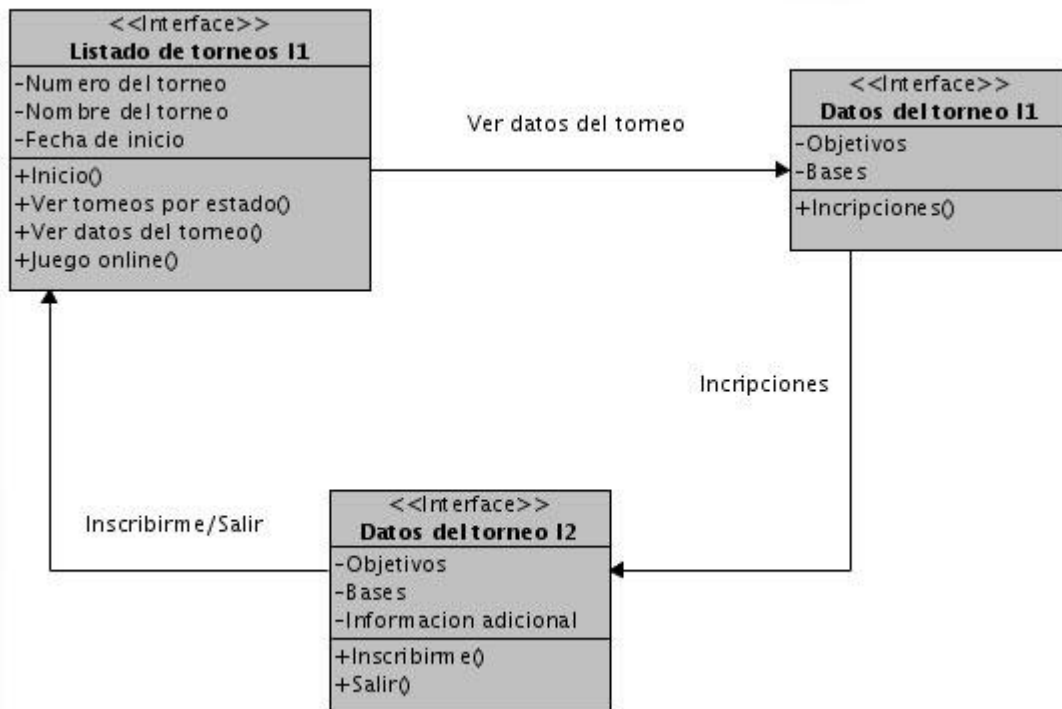 <<Interface>>
Listado de torneos I1
-Numero del torneo
-Nombre del torneo
-Fecha de inicio
+Inicio()
+Ver torneos por estado()
+Ver datos del torneo()
+Juego online()
Ver datos del torneo
<<Interface>>
Datos del torneo I1
-Objetivos
-Bases
+Incripciones()
Incripciones
Inscribirme/Salir
<<Interface>>
Datos del torneo I2
-Objetivos
-Bases
-Informacion adicional
+Inscribirme()
+Salir()